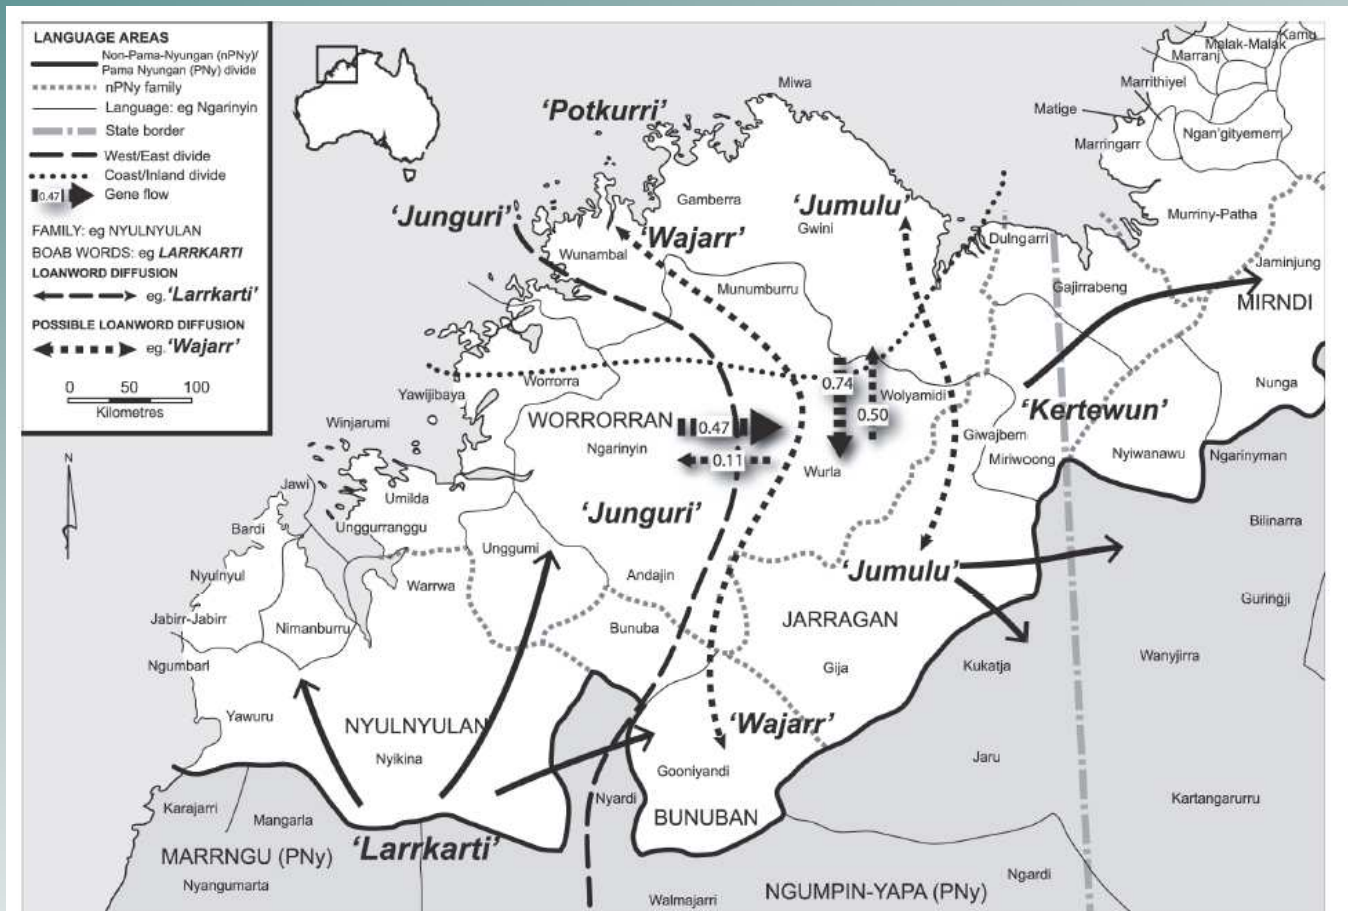 LANGUAGE AREAS
Non-Pama-Nyungan (nPNy)/
Pama Nyungan (PNy) divide
nPNy family
Language: eg Ngarinyin
State border
West/East divide
Coast/Inland divide
0.47 Gene flow
FAMILY: eg NYULNYULAN
BOAB WORDS: eg LARRKARTI
LOANWORD DIFFUSION
eg. 'Larrkarti'
POSSIBLE LOANWORD DIFFUSION
eg. 'Wajarr'
0 50 100
Kilometres
N
Kamu
Malak-Malak
Marranj
Marrithiyel
Miwa
Matige
'Potkurri'
Ngan'gityemerri
Marringarr
Gamberra
'Jumulu'
'Junguri'
Gwini
Murriny-Patha
'Wajarr'
Dulngarri
Wunambal
Jaminjung
Munumburru
Gajirrabeng
MIRNDI
Worrorra
0.74
Nunga
Yawijibaya
Wolyamidi
'Kertewun'
0.50
Winjarumi
WORRORRAN
0.47
Giwajbern
Ngarinyin
Miriwoong
Nyiwanawu
Ngarinyman
0.11
Wurla
Jawi
Umilda
'Junguri'
Bardi
Unggurranggu
Bilinarra
Unggumi
Nyulnyul
Warrwa
Andajin
'Jumulu'
Guringji
Jabirr-Jabirr
Nimanburru
Bunuba
JARRAGAN
Ngumbarl
Gija
Kukatja
Wanyjirra
Yawuru
NYULNYULAN
'Wajarr'
Nyikina
Jaru
Gooniyandi
Karajarri
Nyardi
Kartangarurru
Mangarla
BUNUBAN
'Larrkarti'
MARRNGU (PNy)
Nyangumarta
Ngardi
Walmajarri
NGUMPIN-YAPA (PNy)